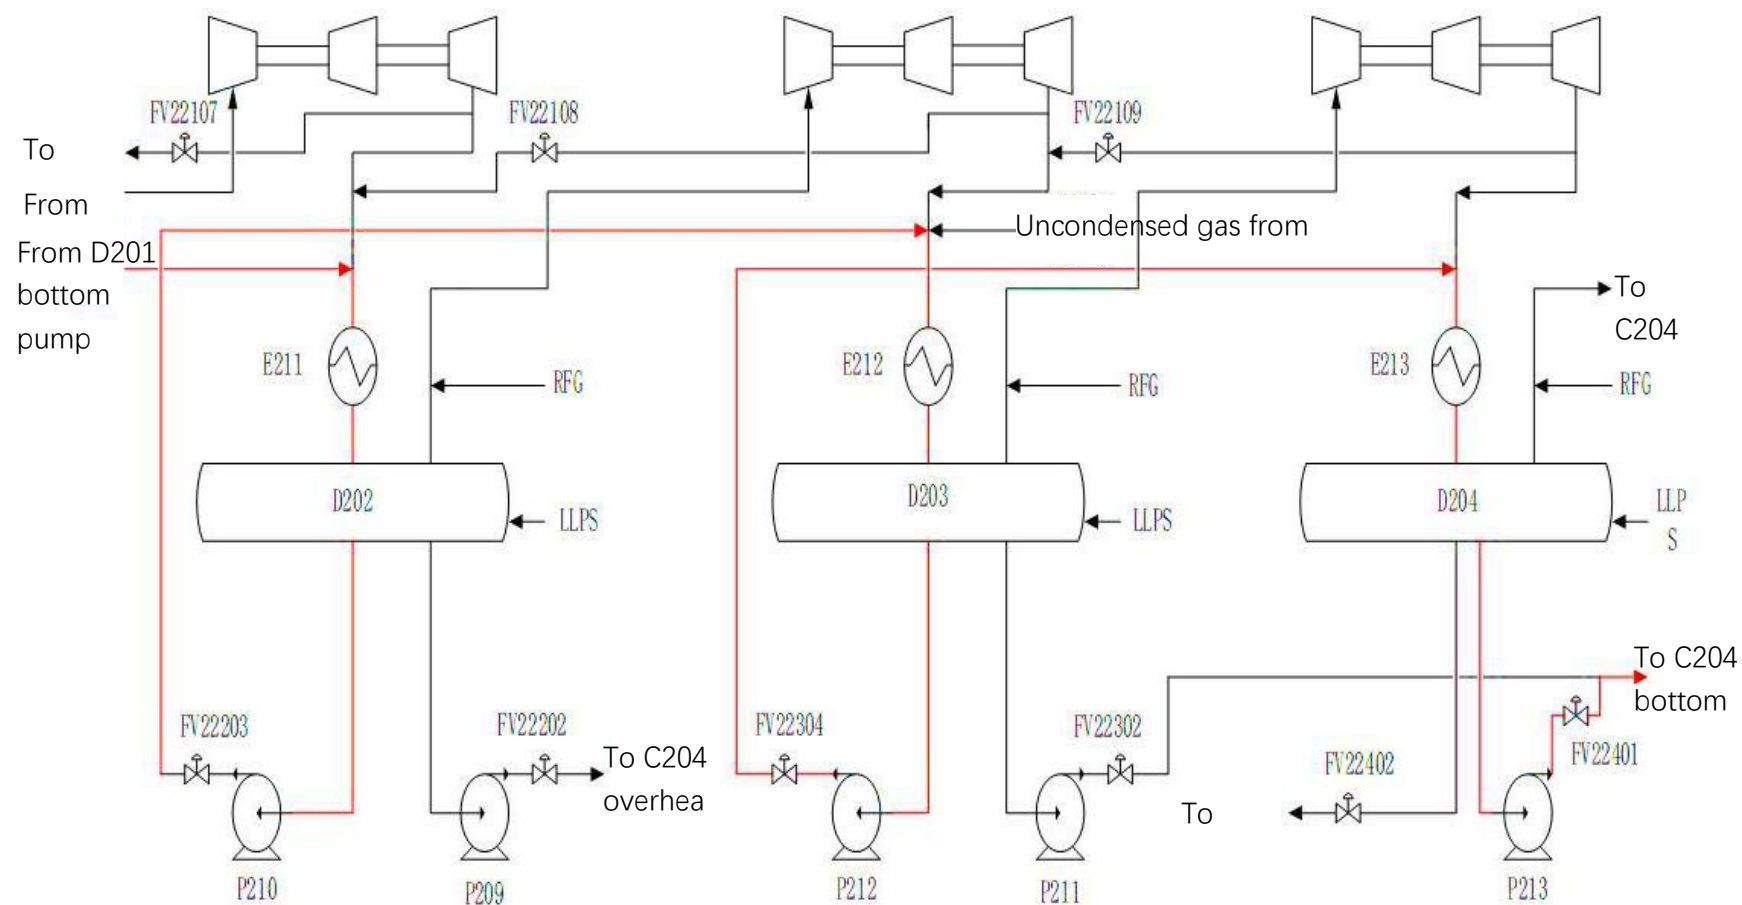 FV22107
FV22108
FV22109
To
From
Uncondensed gas from
From D201
bottom
pump
To
C204
E211
E212
E213
RFG
RFG
RFG
D202
D203
D204
LLPS
LLPS
LLP
S
To C204
bottom
FV22203
FV22202
FV22304
FV22302
FV22401
FV22402
To C204
overhea
To
P210
P209
P212
P211
P213